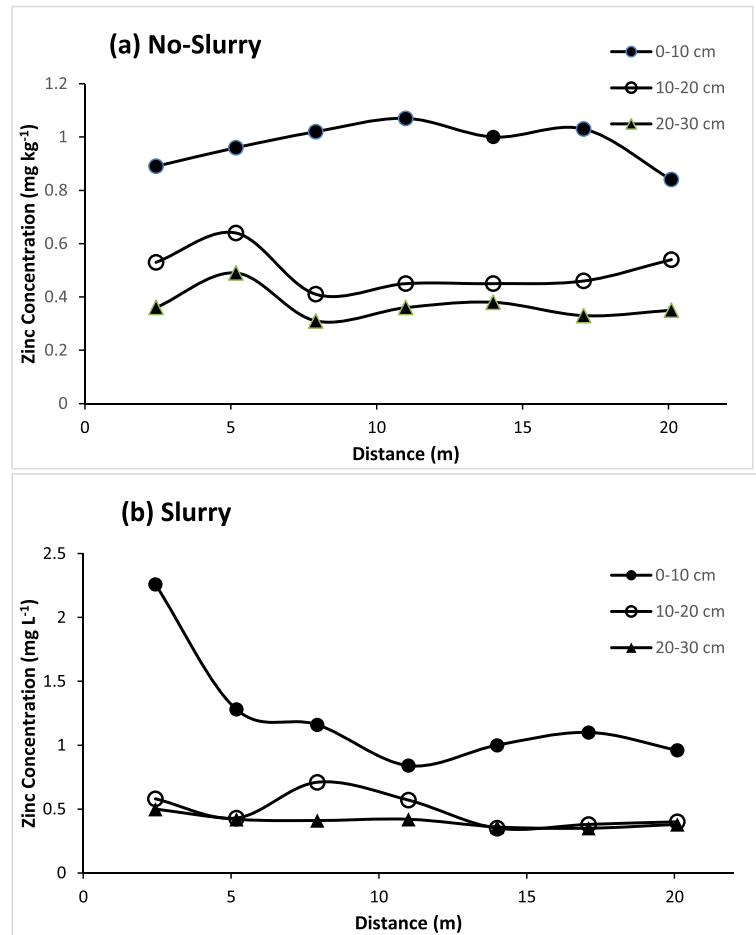 (a) No-Slurry
0-10 cm
10-20 cm
20-30 cm
Zinc Concentration (mg kg⁻¹)
1.2
1
0.8
0.6
0.4
0.2
0
0 5 10 15 20
Distance (m)
(b) Slurry
0-10 cm
10-20 cm
20-30 cm
Zinc Concentration (mg L⁻¹)
2.5
2
1.5
1
0.5
0
0 5 10 15 20
Distance (m)